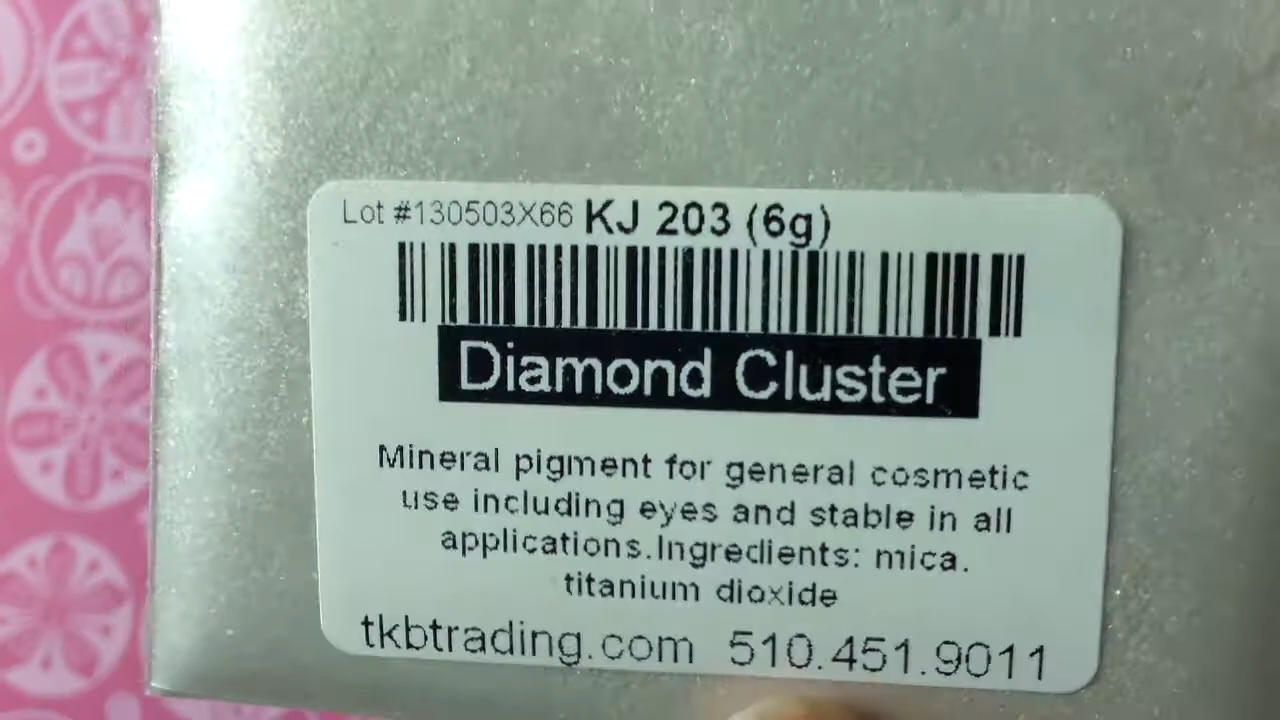 Lot #130503X66 KJ 203 (6g)
Diamond Cluster
Mineral pigment for general cosmetic
use including eyes and stable in all
applications.Ingredients: mica.
titanium dioxide
tkbtrading.com 510.451.9011